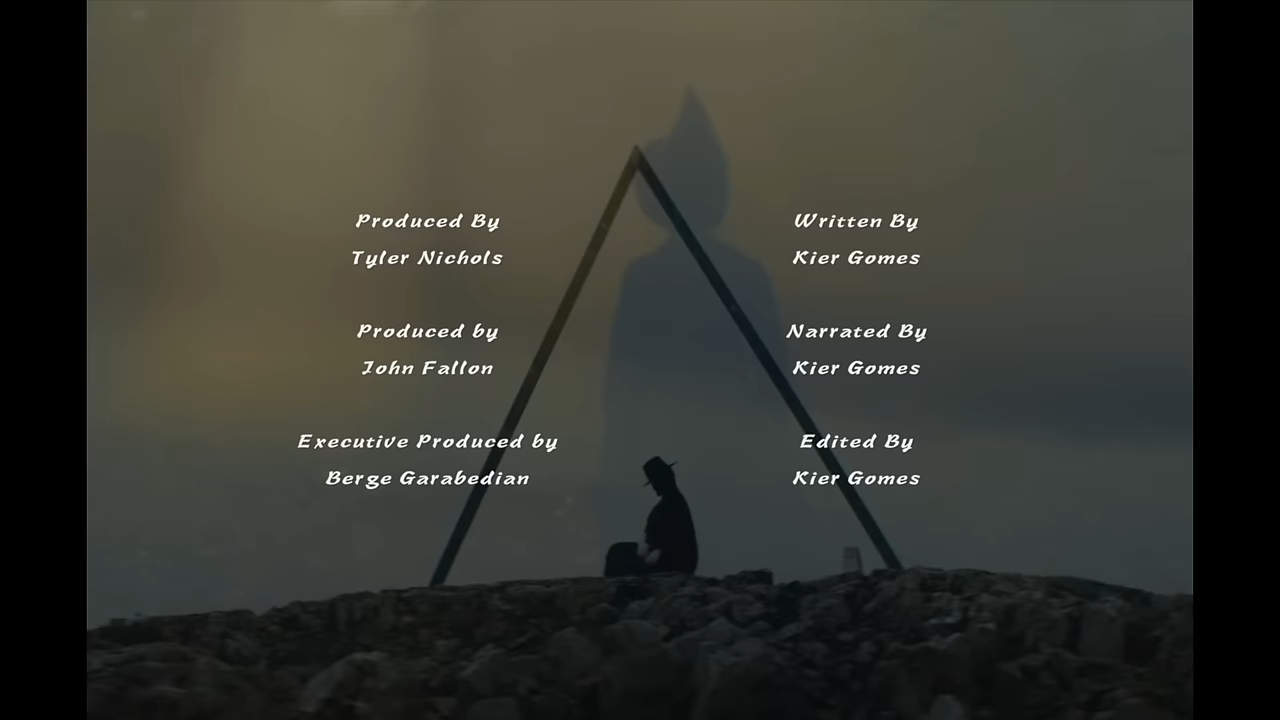 Produced By
Tyler Nichols
Produced by
John Fallon
Executive Produced by
Berge Garabedian
Written By
Kier Gomes
Narrated By
Kier Gomes
Edited By
Kier Gomes